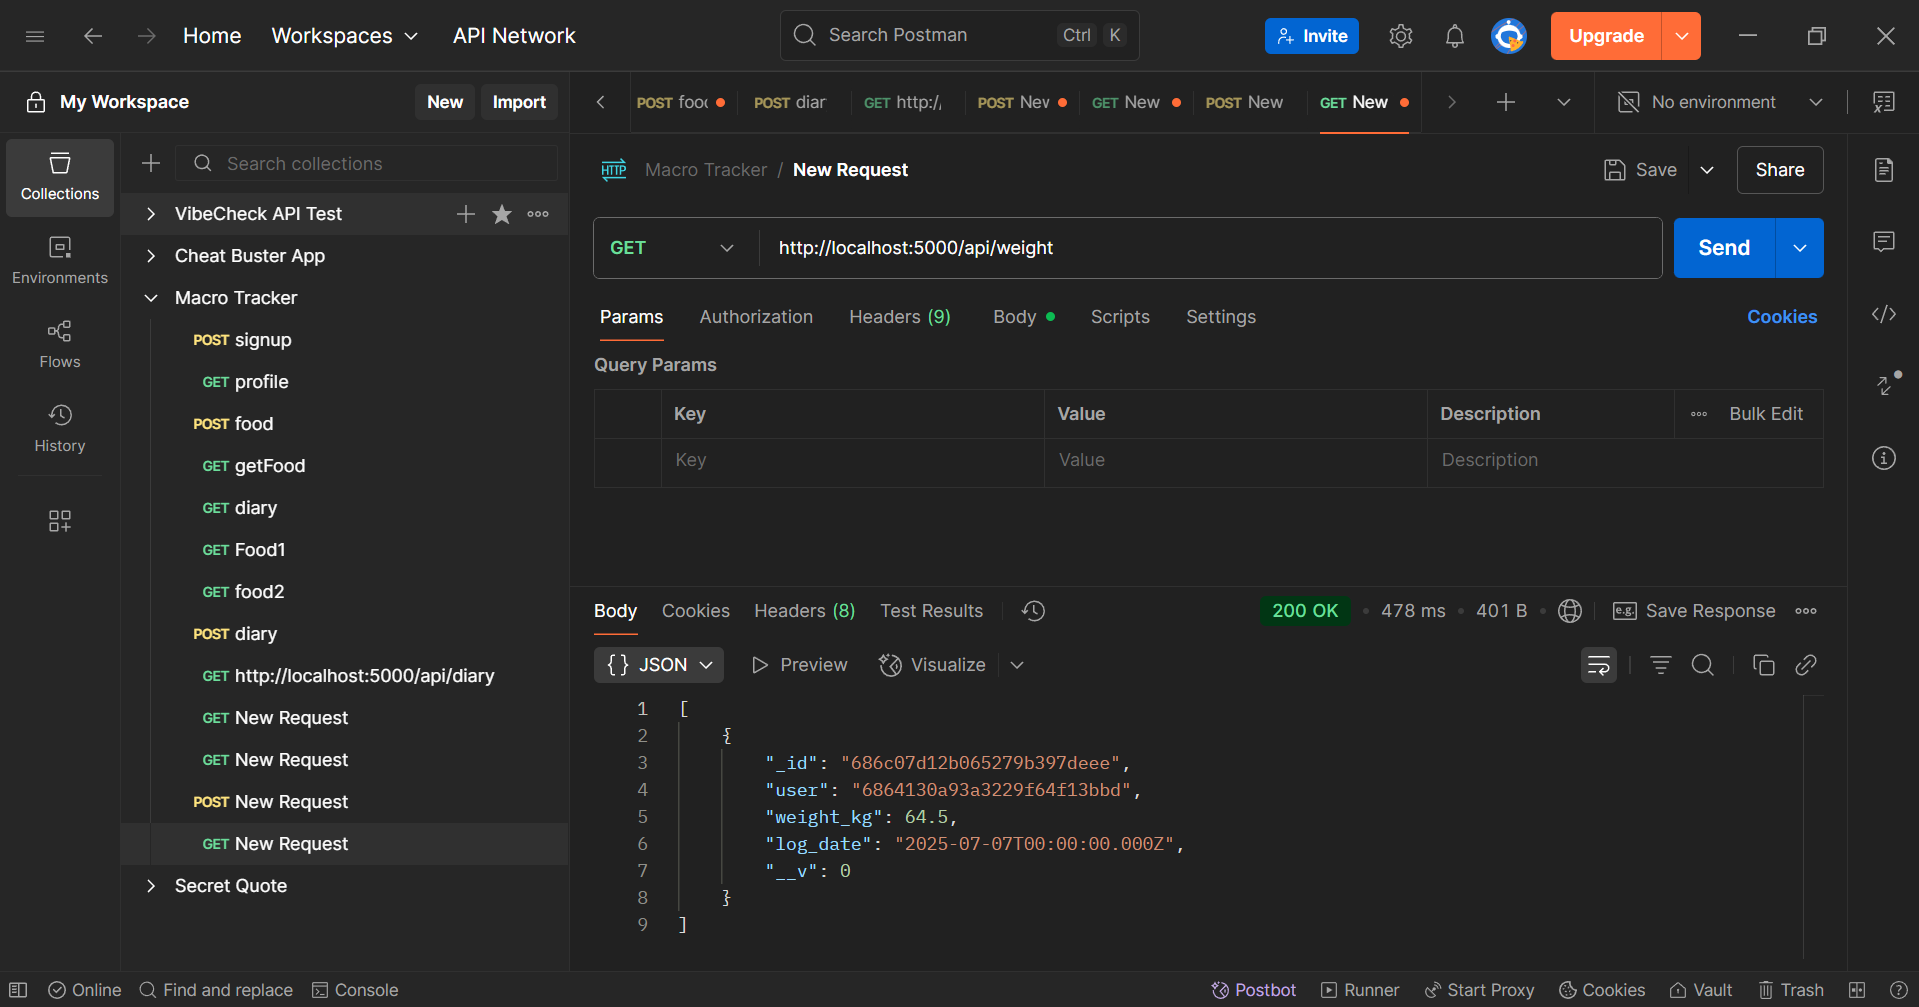 Home Workspaces API Network Search Postman Ctrl K Invite Upgrade
My Workspace New Import
Collections
Environments
Flows
History
Search collections
VibeCheck API Test
Cheat Buster App
Macro Tracker
POST signup
GET profile
POST food
GET getFood
GET diary
GET Food1
GET food2
POST diary
GET http://localhost:5000/api/diary
GET New Request
GET New Request
POST New Request
GET New Request
Secret Quote
POST food POST diar GET http:/ POST New GET New POST New GET New No environment
HTTP Macro Tracker / New Request Save Share
GET http://localhost:5000/api/weight Send
Params Authorization Headers (9) Body Scripts Settings Cookies
Query Params
Key Value Description Bulk Edit
Key Value Description
Body Cookies Headers (8) Test Results 200 OK 478 ms 401 B e.g. Save Response
{ } JSON Preview Visualize
1 [
2 {
3 "_id": "686c07d12b065279b397deee",
4 "user": "6864130a93a3229f64f13bbd",
5 "weight_kg": 64.5,
6 "log_date": "2025-07-07T00:00:00.000Z",
7 "__v": 0
8 }
9 ]
Online Find and replace Console Postbot Runner Start Proxy Cookies Vault Trash